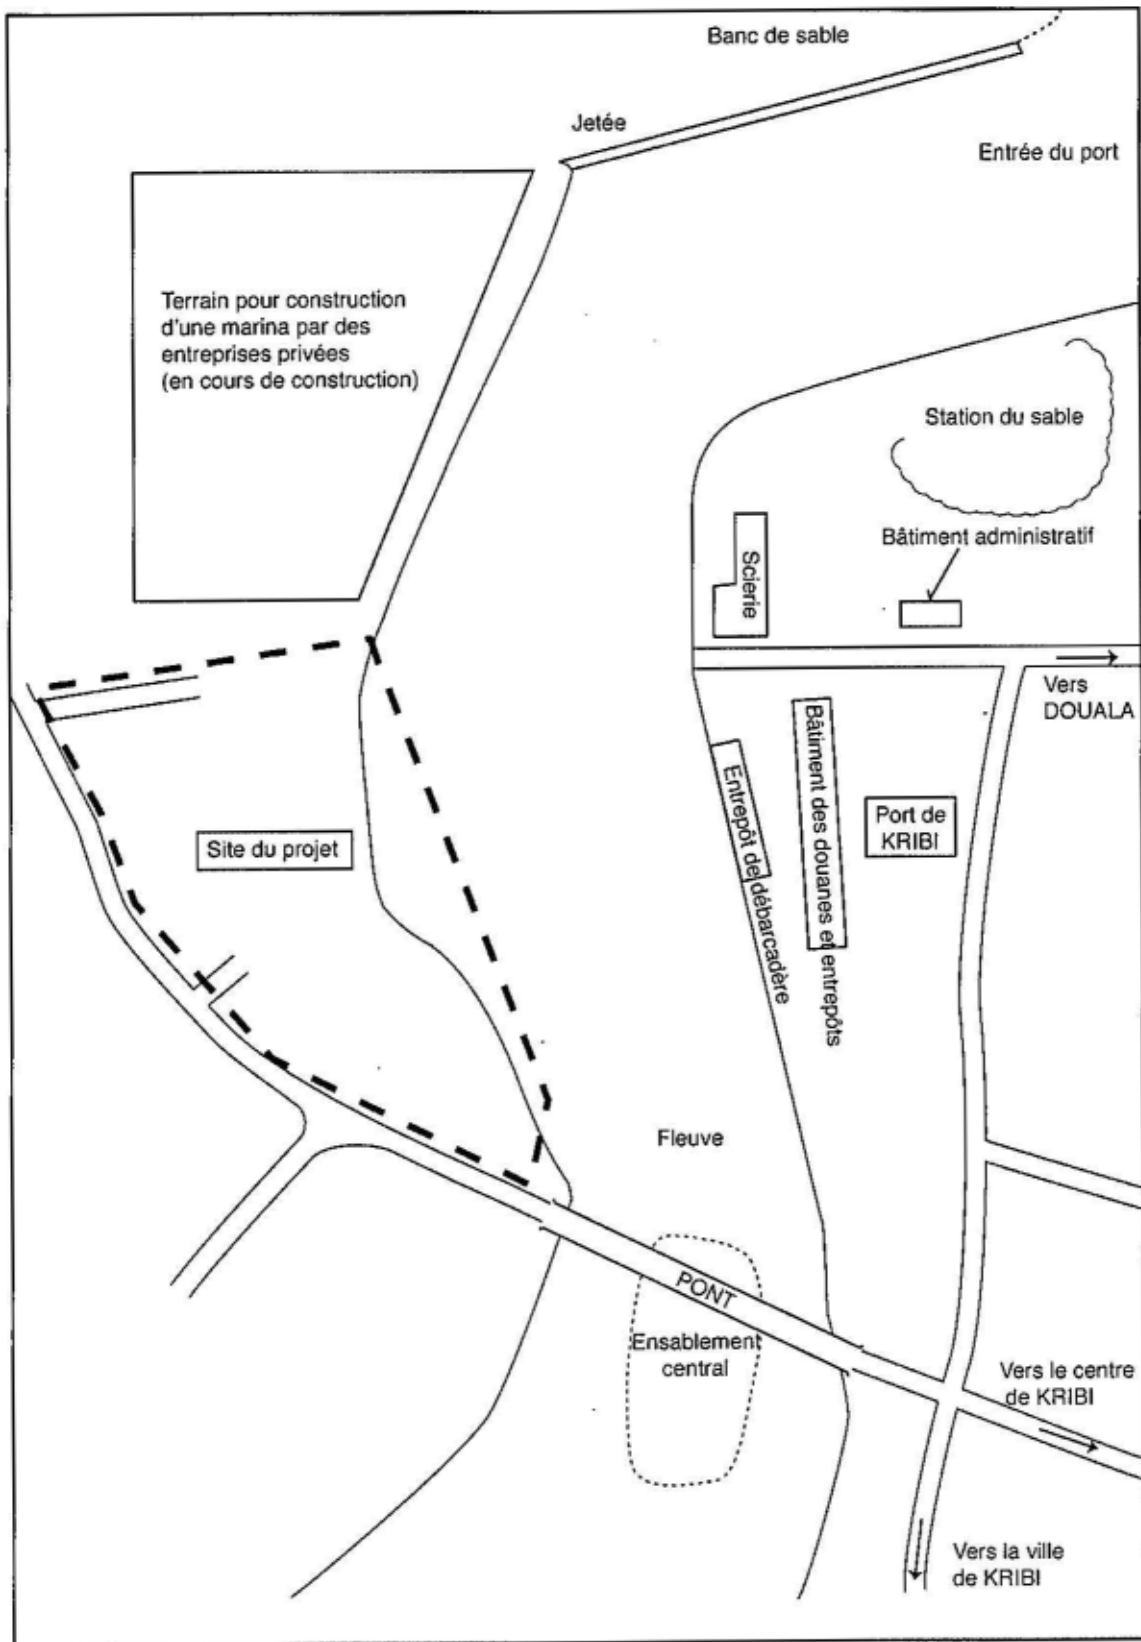 Banc de sable
Jetée
Entrée du port
Terrain pour construction
d'une marina par des
entreprises privées
(en cours de construction)
Station du sable
Bâtiment administratif
Scierie
Vers
DOUALA
Bâtiment des douanes et entrepôts
Entrepôt de débarcadère
Port de
KRIBI
Site du projet
Fleuve
PONT
Ensablement
central
Vers le centre
de KRIBI
Vers la ville
de KRIBI